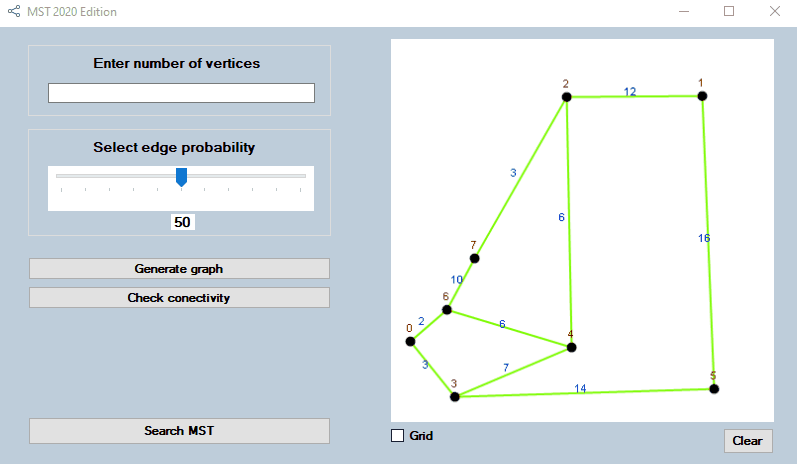 MST 2020 Edition
Enter number of vertices
Select edge probability
50
Generate graph
Check conectivity
Search MST
2
12
1
3
6
16
7
10
6
6
0
2
4
3
7
3
14
5
Grid
Clear